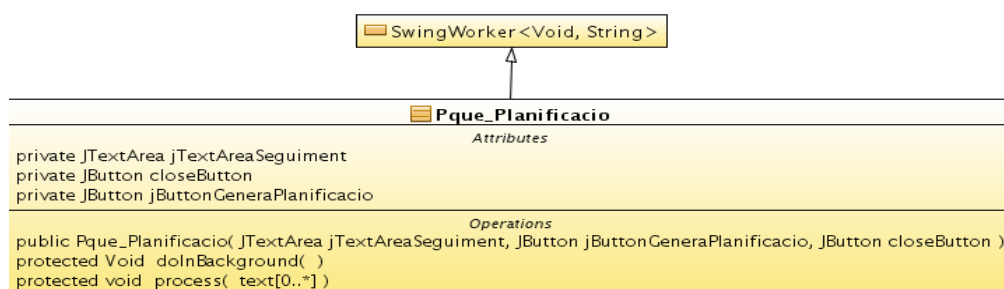 SwingWorker<Void, String>
Pque_Planificacio
Attributes
private JTextArea jTextAreaSeguiment
private JButton closeButton
private JButton jButtonGeneraPlanificacio
Operations
public Pque_Planificacio( JTextArea jTextAreaSeguiment, JButton jButtonGeneraPlanificacio, JButton closeButton )
protected Void doInBackground( )
protected void process( text[0..*] )